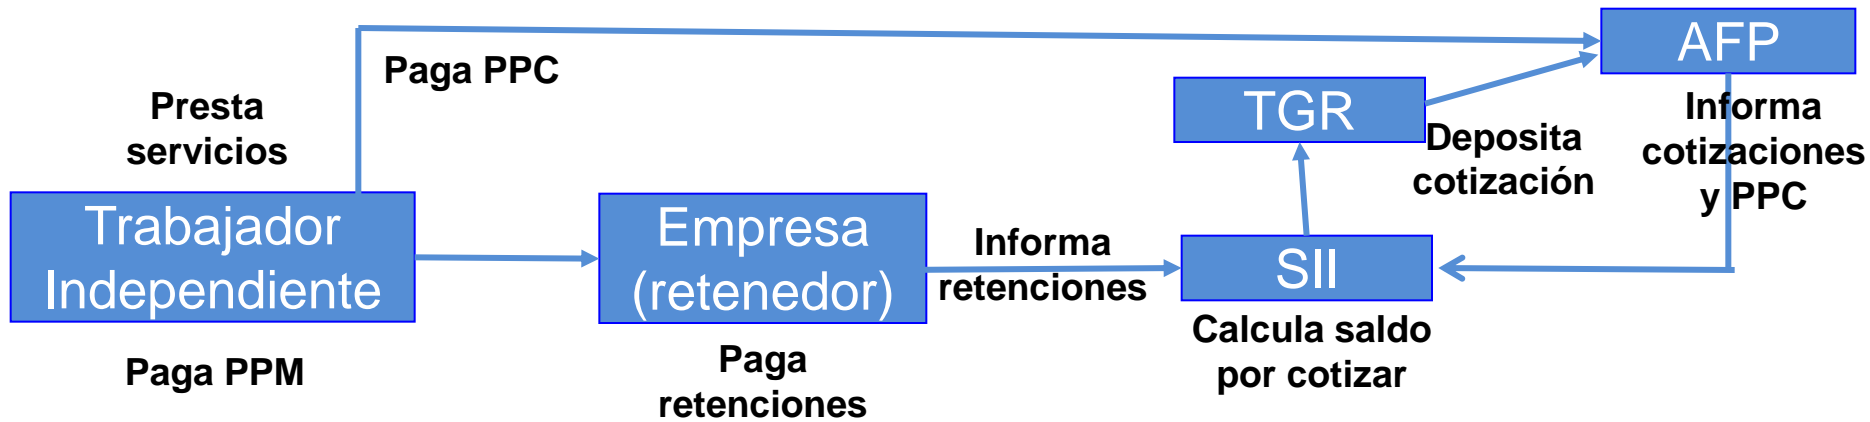 AFP
Paga PPC
TGR
Presta
servicios
Informa
cotizaciones
y PPC
Deposita
cotización
Trabajador
Independiente
Empresa
(retenedor)
Informa
retenciones
SII
Calcula saldo
por cotizar
Paga PPM
Paga
retenciones